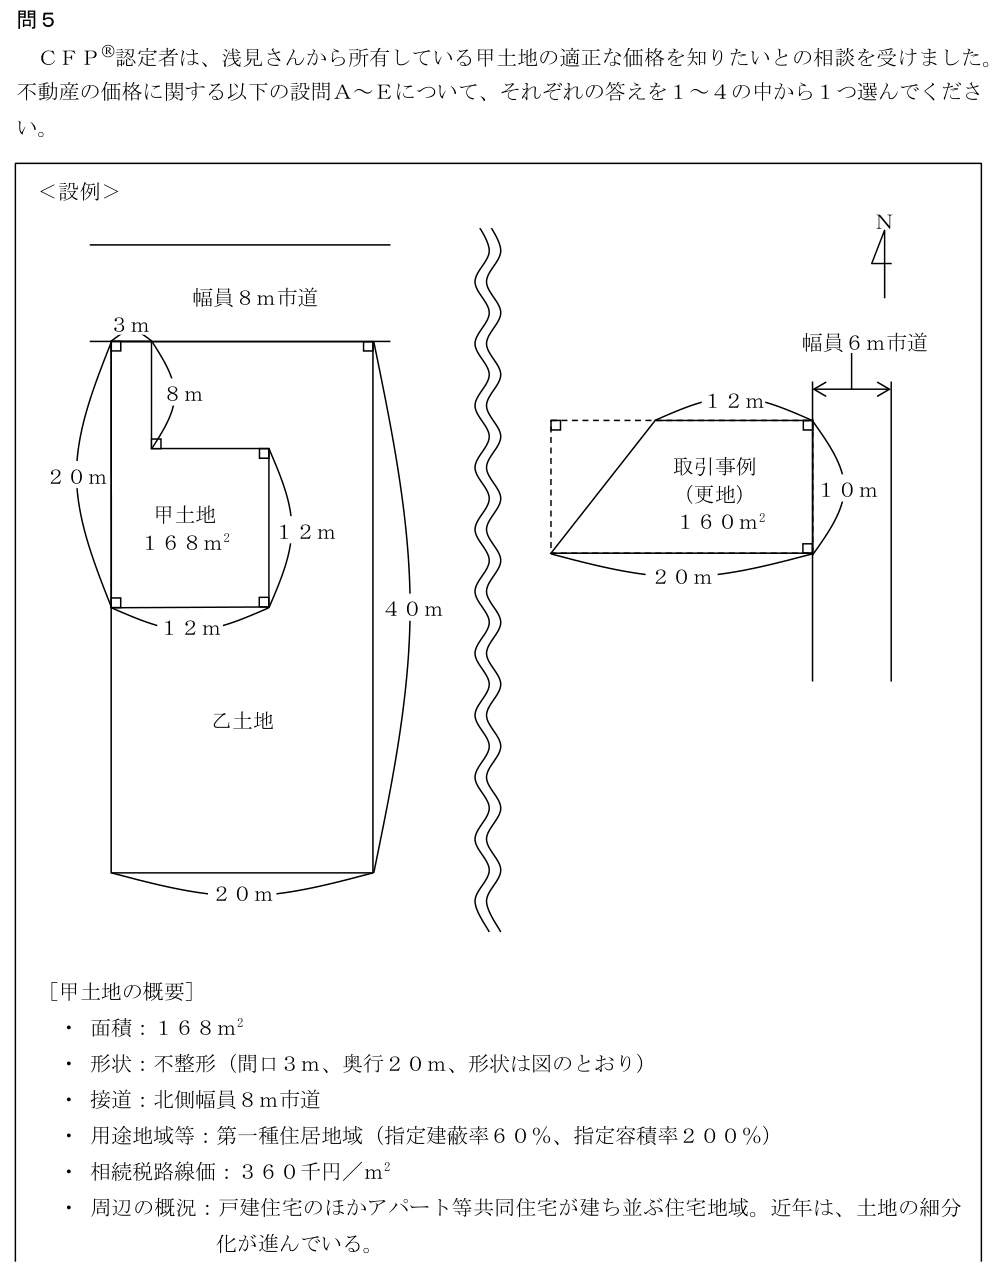 問５
ＣＦＰ®認定者は、浅見さんから所有している甲土地の適正な価格を知りたいとの相談を受けました。
不動産の価格に関する以下の設問Ａ～Ｅについて、それぞれの答えを１～４の中から１つ選んでくださ
い。
＜設例＞
N
幅員８ｍ市道
３ｍ
幅員６ｍ市道
８ｍ
１２ｍ
２０ｍ
取引事例
（更地）
１６０㎡
１０ｍ
甲土地
１６８㎡
１２ｍ
２０ｍ
４０ｍ
１２ｍ
乙土地
２０ｍ
［甲土地の概要］
・ 面積：１６８㎡
・ 形状：不整形（間口３ｍ、奥行２０ｍ、形状は図のとおり）
・ 接道：北側幅員８ｍ市道
・ 用途地域等：第一種住居地域（指定建蔽率６０％、指定容積率２００％）
・ 相続税路線価：３６０千円／㎡
・ 周辺の概況：戸建住宅のほかアパート等共同住宅が建ち並ぶ住宅地域。近年は、土地の細分
化が進んでいる。